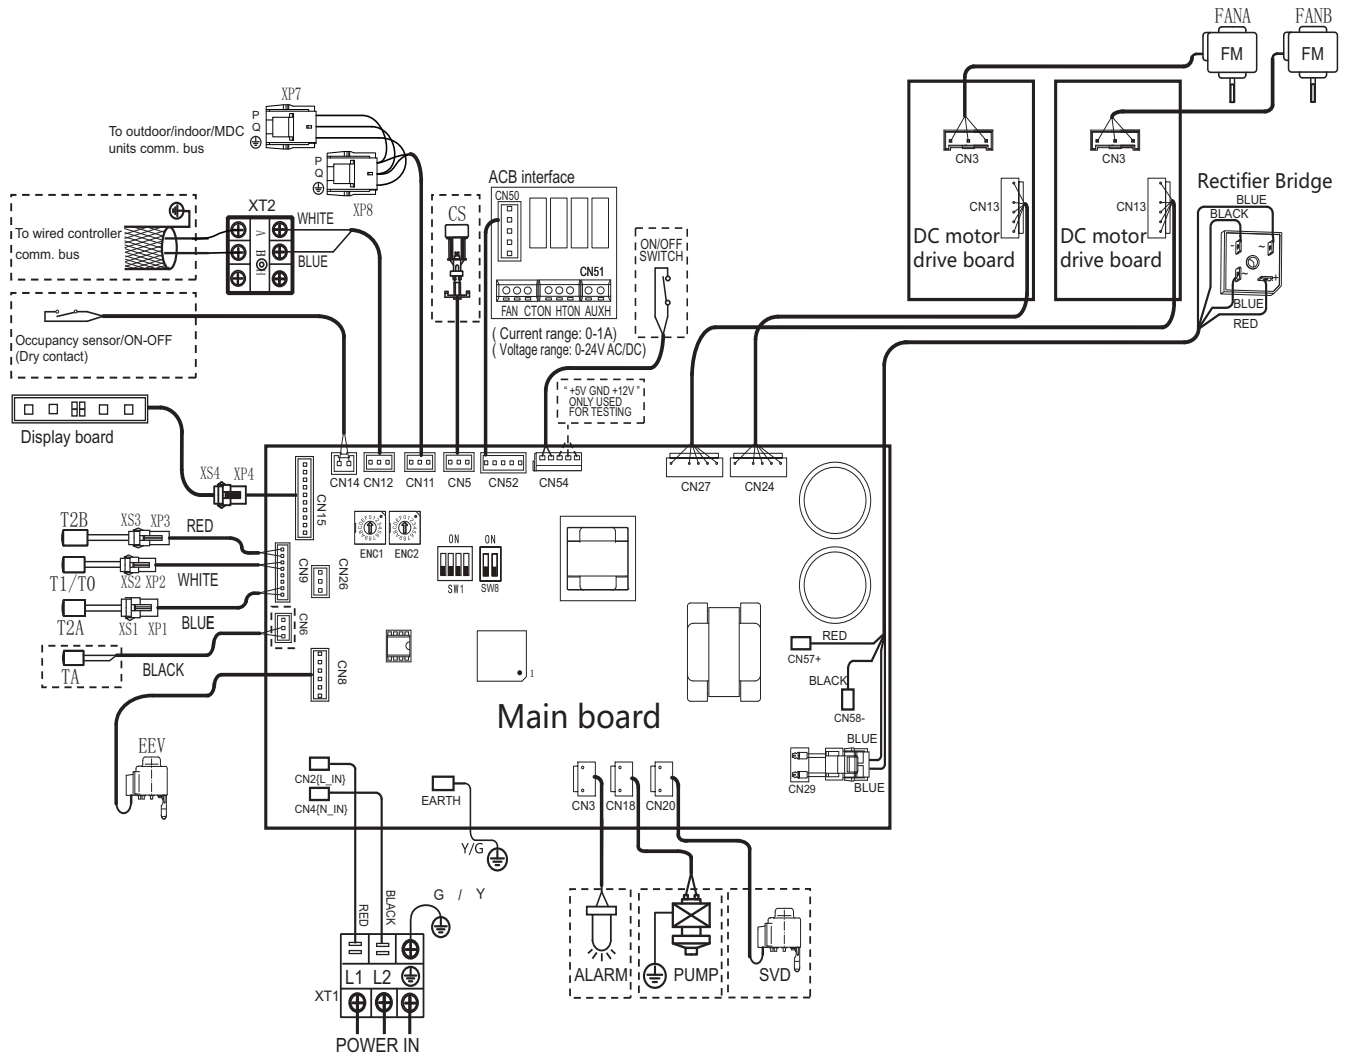 FANA
FANB
FM
FM
XP7
P
Q
To outdoor/indoor/MDC
units comm. bus
P
Q
XP8
CN3
CN3
ACB interface
CN50
CN51
FAN CTON HTON AUXH
( Current range: 0-1A)
( Voltage range: 0-24V AC/DC)
CS
ON/OFF
SWITCH
CN13
CN13
DC motor
drive board
DC motor
drive board
Rectifier Bridge
BLUE
BLACK
-
~
~
+
BLUE
RED
XT2
WHITE
BLUE
To wired controller
comm. bus
Occupancy sensor/ON-OFF
(Dry contact)
" +5V GND +12V "
ONLY USED
FOR TESTING
Display board
XS4 XP4
CN15
CN14
CN12
CN11
CN5
CN52
CN54
CN27
CN24
T2B
XS3 XP3
RED
T1/T0
XS2 XP2
WHITE
T2A
XS1 XP1
BLUE
TA
BLACK
CN9
CN26
CN6
CN8
ENC1
ENC2
ON
SW1
ON
SW8
1
Main board
RED
CN57+
BLACK
CN58-
BLUE
CN29
BLUE
EEV
CN2{L_IN}
CN4{N_IN}
EARTH
Y/G
CN3
CN18
CN20
RED
BLACK
G / Y
L1 L2
XT1
POWER IN
ALARM
PUMP
SVD